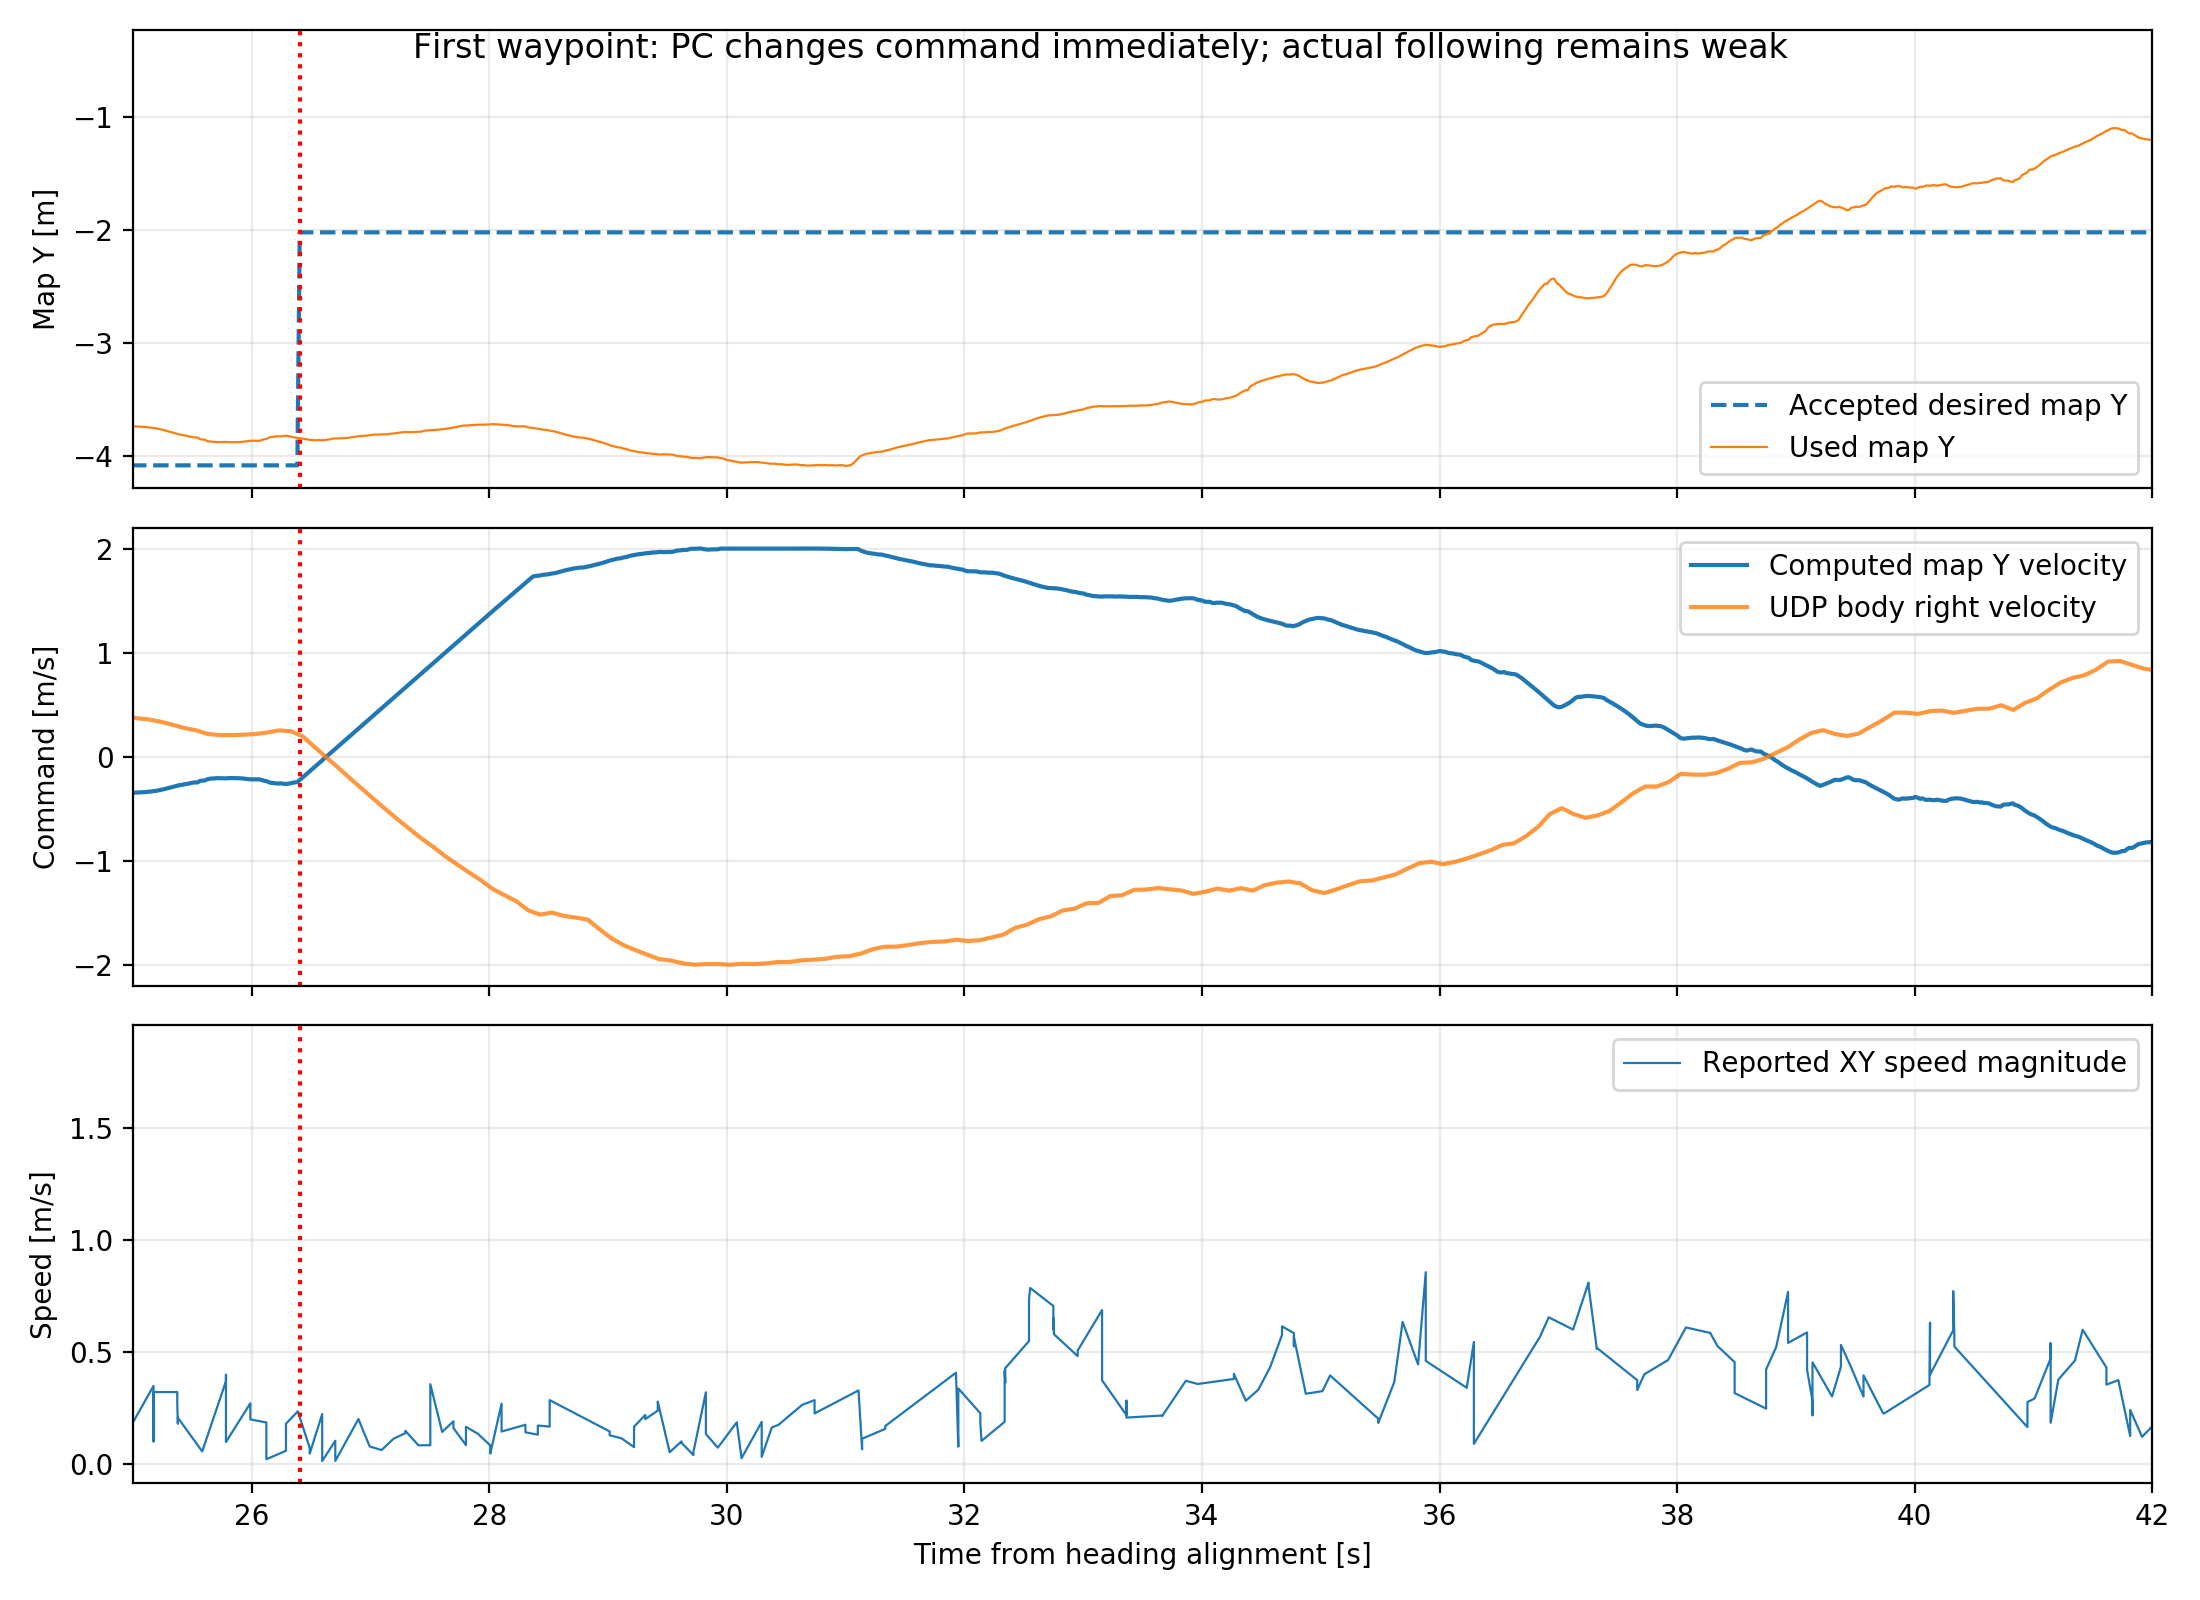 First waypoint: PC changes command immediately; actual following remains weak
Map Y [m]
−1
−2
−3
−4
Accepted desired map Y
Used map Y
Command [m/s]
2
1
0
−1
−2
Computed map Y velocity
UDP body right velocity
Speed [m/s]
1.5
1.0
0.5
0.0
Reported XY speed magnitude
26 28 30 32 34 36 38 40 42
Time from heading alignment [s]